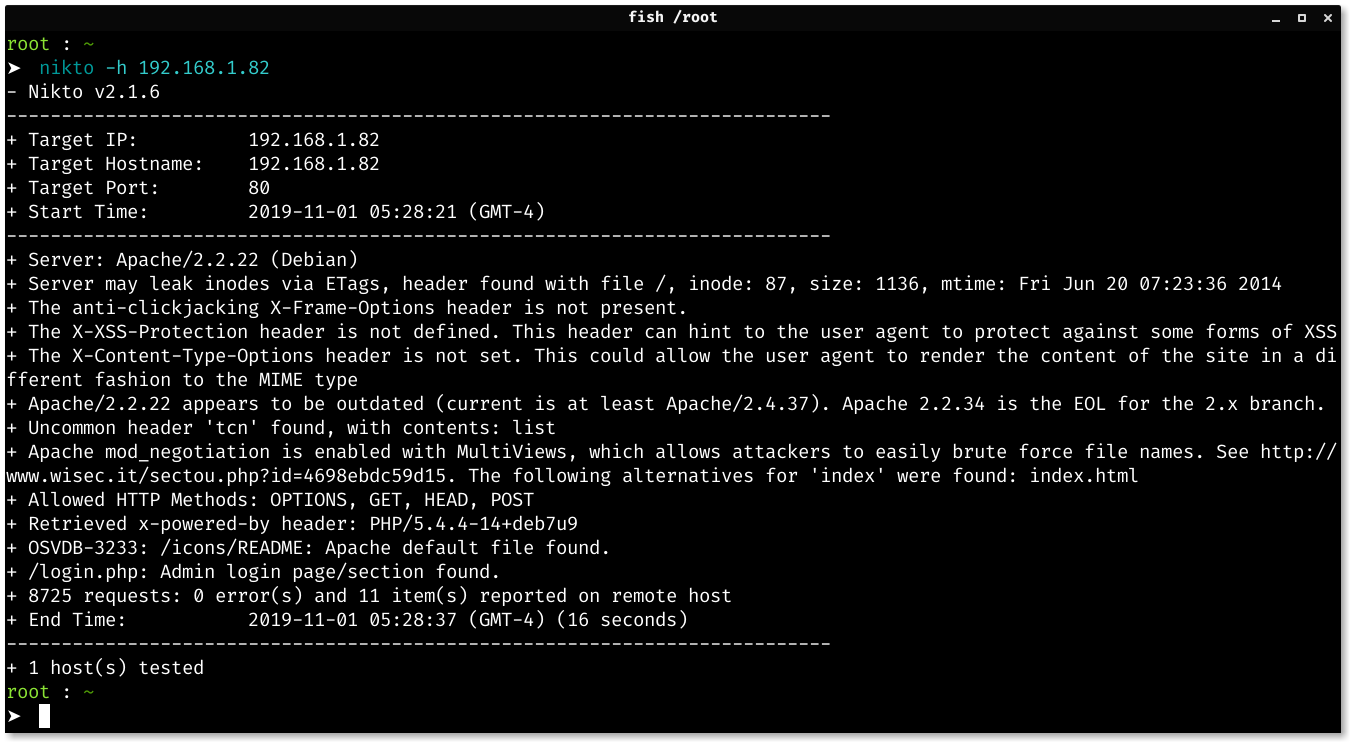 fish /root
root : ~
➤ nikto -h 192.168.1.82
- Nikto v2.1.6
---------------------------------------------------------------------------
+ Target IP:          192.168.1.82
+ Target Hostname:    192.168.1.82
+ Target Port:        80
+ Start Time:         2019-11-01 05:28:21 (GMT-4)
---------------------------------------------------------------------------
+ Server: Apache/2.2.22 (Debian)
+ Server may leak inodes via ETags, header found with file /, inode: 87, size: 1136, mtime: Fri Jun 20 07:23:36 2014
+ The anti-clickjacking X-Frame-Options header is not present.
+ The X-XSS-Protection header is not defined. This header can hint to the user agent to protect against some forms of XSS
+ The X-Content-Type-Options header is not set. This could allow the user agent to render the content of the site in a di
fferent fashion to the MIME type
+ Apache/2.2.22 appears to be outdated (current is at least Apache/2.4.37). Apache 2.2.34 is the EOL for the 2.x branch.
+ Uncommon header 'tcn' found, with contents: list
+ Apache mod_negotiation is enabled with MultiViews, which allows attackers to easily brute force file names. See http://
www.wisec.it/sectou.php?id=4698ebdc59d15. The following alternatives for 'index' were found: index.html
+ Allowed HTTP Methods: OPTIONS, GET, HEAD, POST
+ Retrieved x-powered-by header: PHP/5.4.4-14+deb7u9
+ OSVDB-3233: /icons/README: Apache default file found.
+ /login.php: Admin login page/section found.
+ 8725 requests: 0 error(s) and 11 item(s) reported on remote host
+ End Time:           2019-11-01 05:28:37 (GMT-4) (16 seconds)
---------------------------------------------------------------------------
+ 1 host(s) tested
root : ~
➤